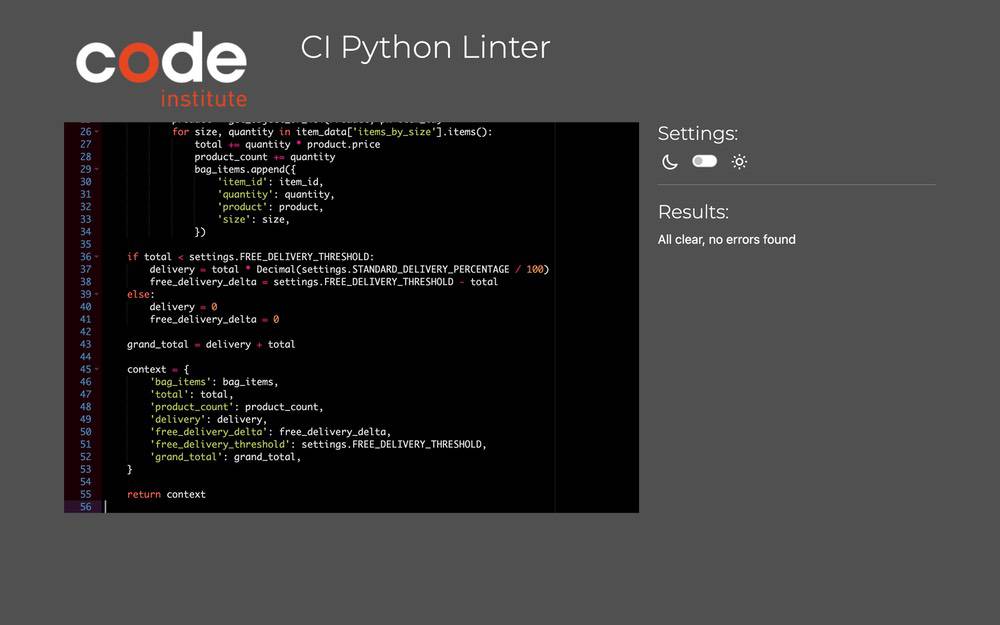 code
institute
CI Python Linter
26 for size, quantity in item_data['items_by_size'].items():
27 total += quantity * product.price
28 product_count += quantity
29 bag_items.append({
30 'item_id': item_id,
31 'quantity': quantity,
32 'product': product,
33 'size': size,
34 })
35
36 if total < settings.FREE_DELIVERY_THRESHOLD:
37 delivery = total * Decimal(settings.STANDARD_DELIVERY_PERCENTAGE / 100)
38 free_delivery_delta = settings.FREE_DELIVERY_THRESHOLD - total
39 else:
40 delivery = 0
41 free_delivery_delta = 0
42
43 grand_total = delivery + total
44
45 context = {
46 'bag_items': bag_items,
47 'total': total,
48 'product_count': product_count,
49 'delivery': delivery,
50 'free_delivery_delta': free_delivery_delta,
51 'free_delivery_threshold': settings.FREE_DELIVERY_THRESHOLD,
52 'grand_total': grand_total,
53 }
54
55 return context
56
Settings:
Results:
All clear, no errors found